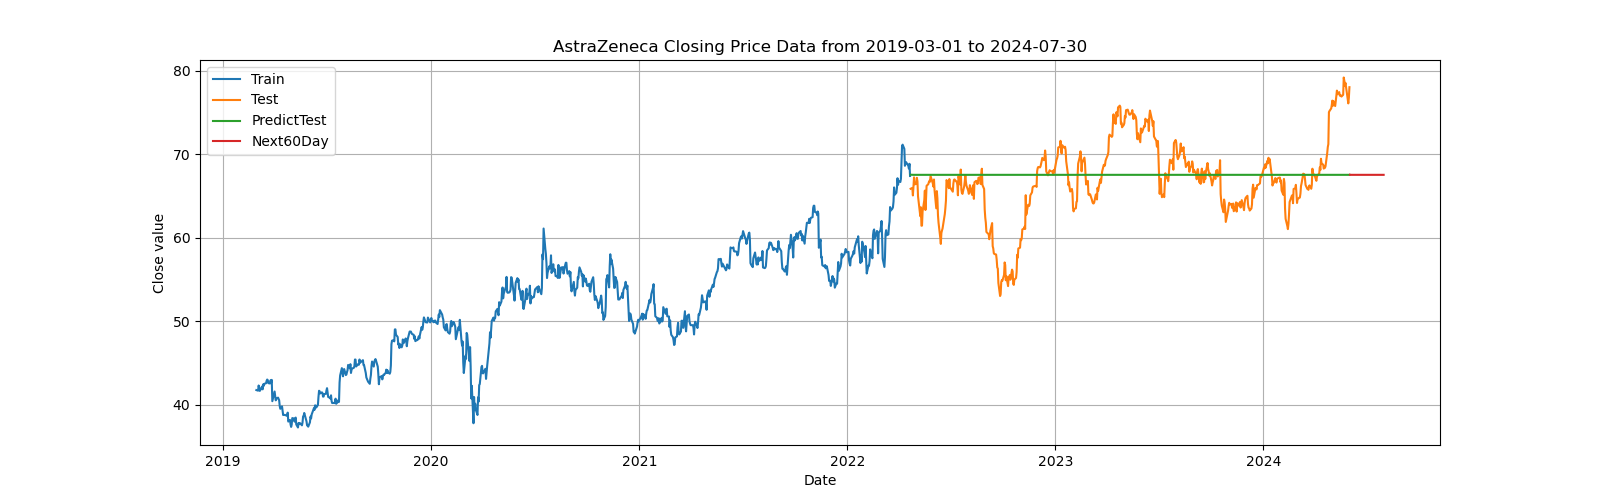 AstraZeneca Closing Price Data from 2019-03-01 to 2024-07-30
Train
Test
PredictTest
Next60Day
80
70
60
50
40
Close value
2019
2020
2021
2022
2023
2024
Date